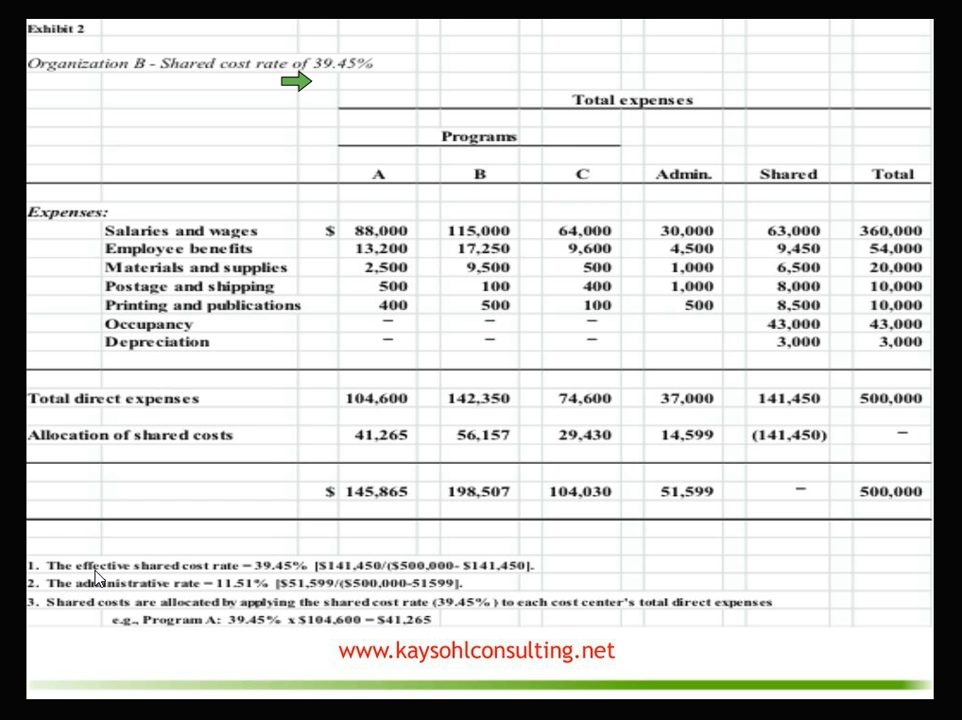 Exhibit 2
Organization B - Shared cost rate of 39.45%
Total expenses
Programs
A B C Admin. Shared Total
Expenses:
Salaries and wages $ 88,000 115,000 64,000 30,000 63,000 360,000
Employee benefits 13,200 17,250 9,600 4,500 9,450 54,000
Materials and supplies 2,500 9,500 500 1,000 6,500 20,000
Postage and shipping 500 100 400 1,000 8,000 10,000
Printing and publications 400 500 100 500 8,500 10,000
Occupancy – – – 43,000 43,000
Depreciation – – – 3,000 3,000
Total direct expenses 104,600 142,350 74,600 37,000 141,450 500,000
Allocation of shared costs 41,265 56,157 29,430 14,599 (141,450) –
$ 145,865 198,507 104,030 51,599 – 500,000
1. The effective shared cost rate = 39.45% [$141,450/($500,000- $141,450].
2. The administrative rate = 11.51% [$51,599/($500,000-51599].
3. Shared costs are allocated by applying the shared cost rate (39.45% ) to each cost center's total direct expenses
e.g., Program A: 39.45% x $104,600 = $41,265
www.kaysohlconsulting.net